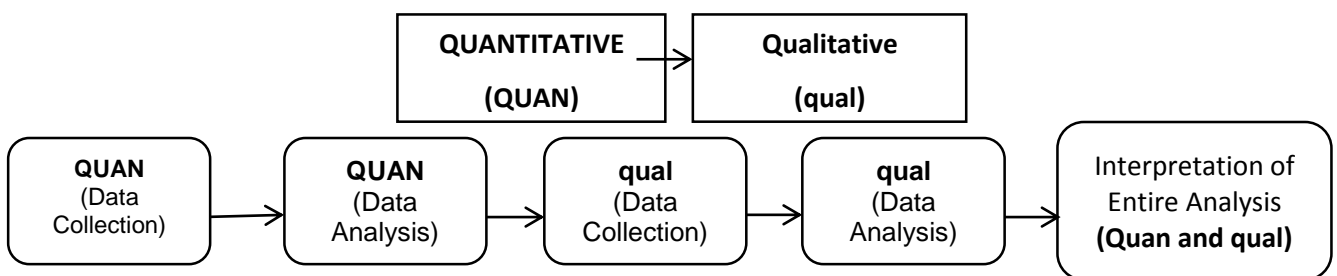 QUANTITATIVE
(QUAN)
Qualitative
(qual)
QUAN
(Data
Collection)
QUAN
(Data
Analysis)
qual
(Data
Collection)
qual
(Data
Analysis)
Interpretation of
Entire Analysis
(Quan and qual)